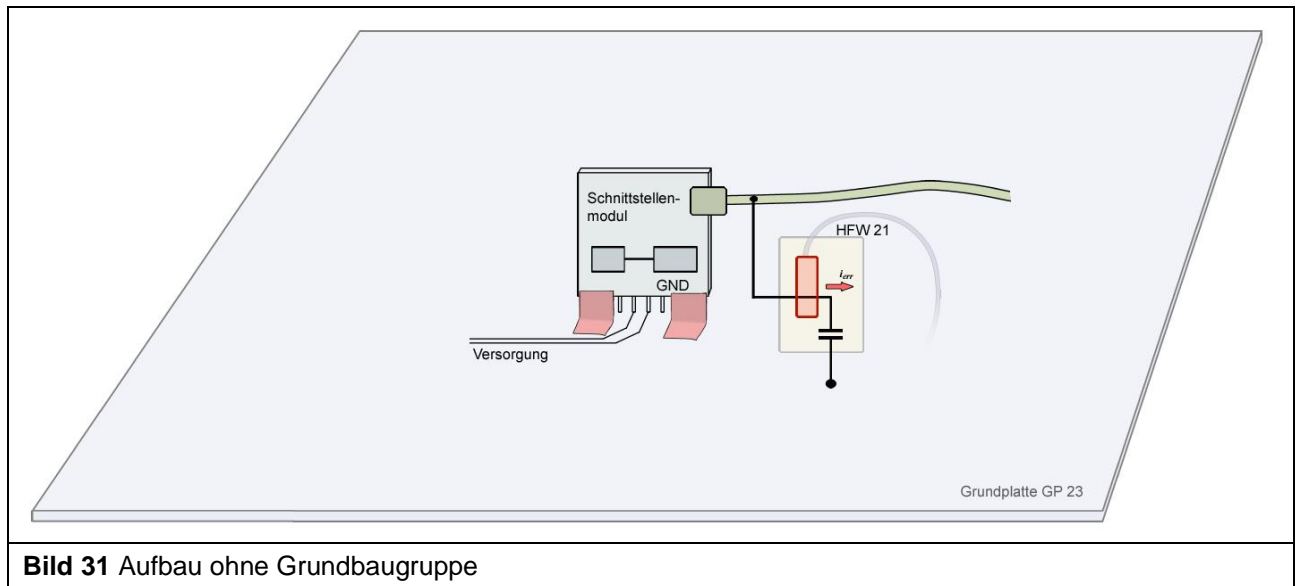 Schnittstellen-
modul
HFW 21
i_err
GND
Versorgung
Grundplatte GP 23
Bild 31 Aufbau ohne Grundbaugruppe